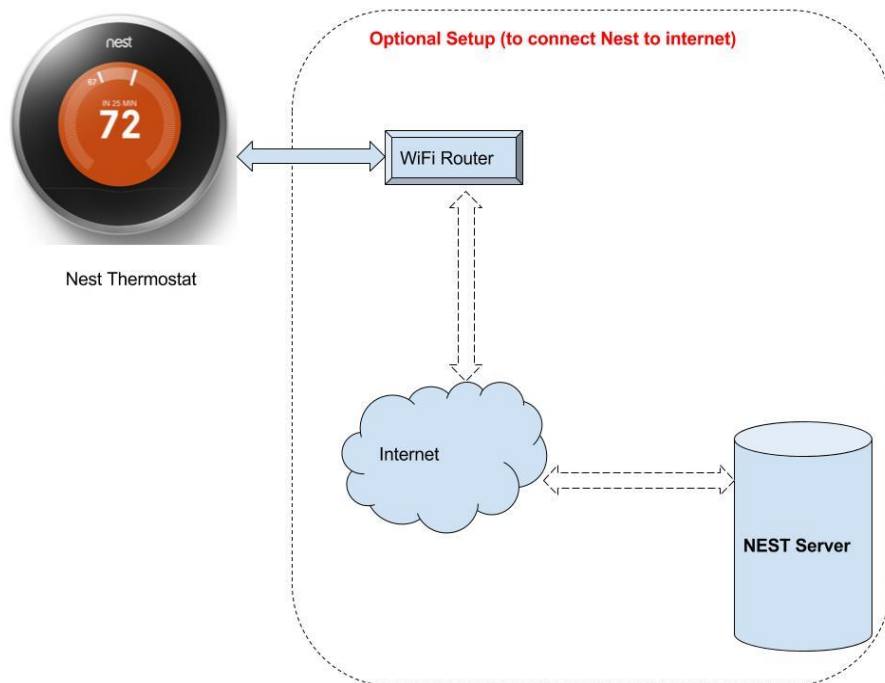 Optional Setup (to connect Nest to internet)
nest
67
IN 25 MIN
72
WiFi Router
Nest Thermostat
Internet
NEST Server